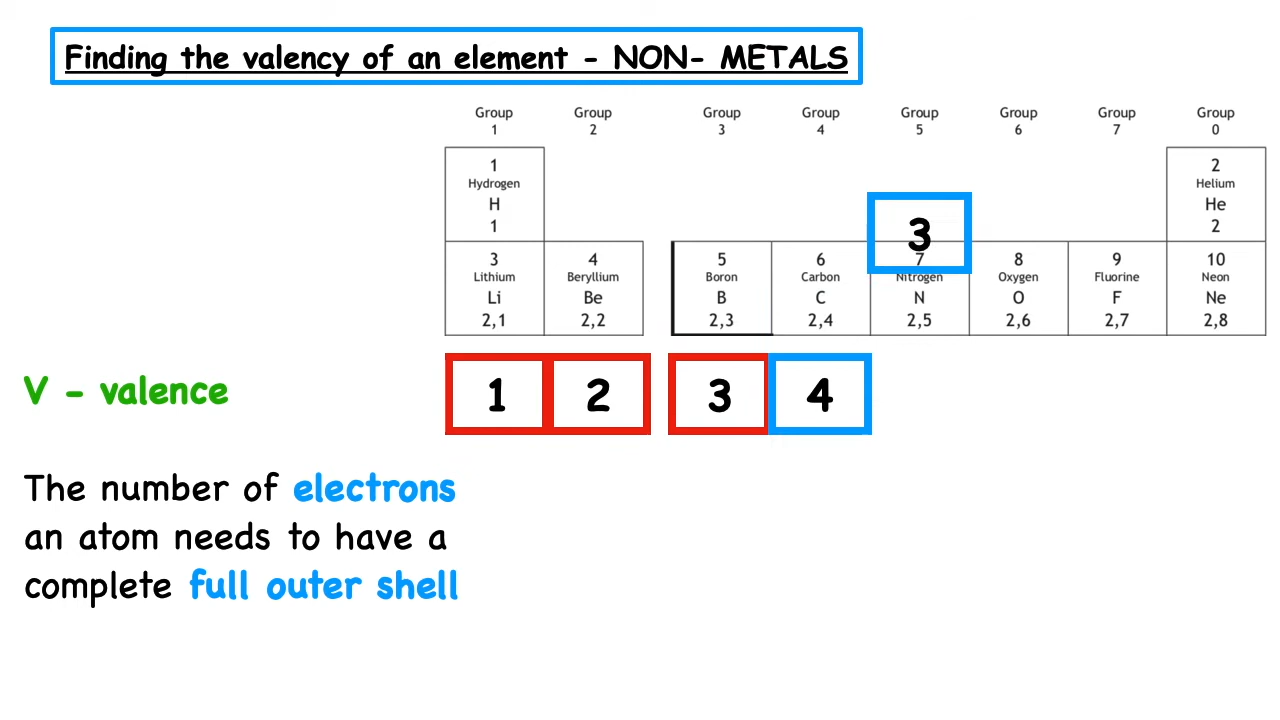 Finding the valency of an element - NON- METALS
Group 1 Group 2 Group 3 Group 4 Group 5 Group 6 Group 7 Group 0
1 2
Hydrogen Helium
H He
1 2
3
3 4 5 6 7 8 9 10
Lithium Beryllium Boron Carbon Nitrogen Oxygen Fluorine Neon
Li Be B C N O F Ne
2,1 2,2 2,3 2,4 2,5 2,6 2,7 2,8
1 2 3 4
V - valence
The number of electrons
an atom needs to have a
complete full outer shell